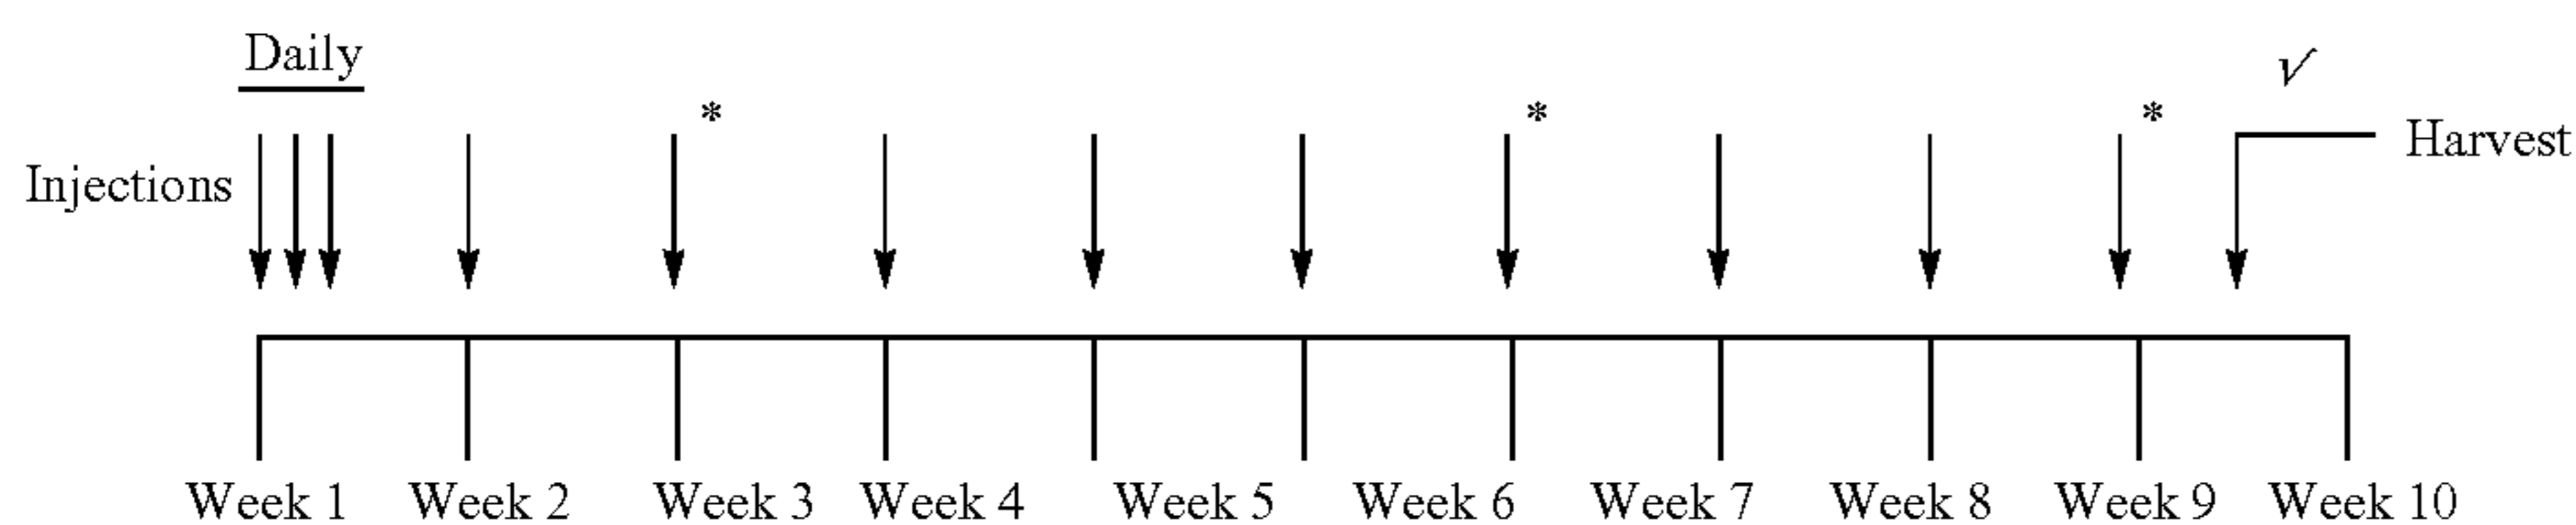 Daily
* * * √
Injections Harvest
Week 1 Week 2 Week 3 Week 4 Week 5 Week 6 Week 7 Week 8 Week 9 Week 10